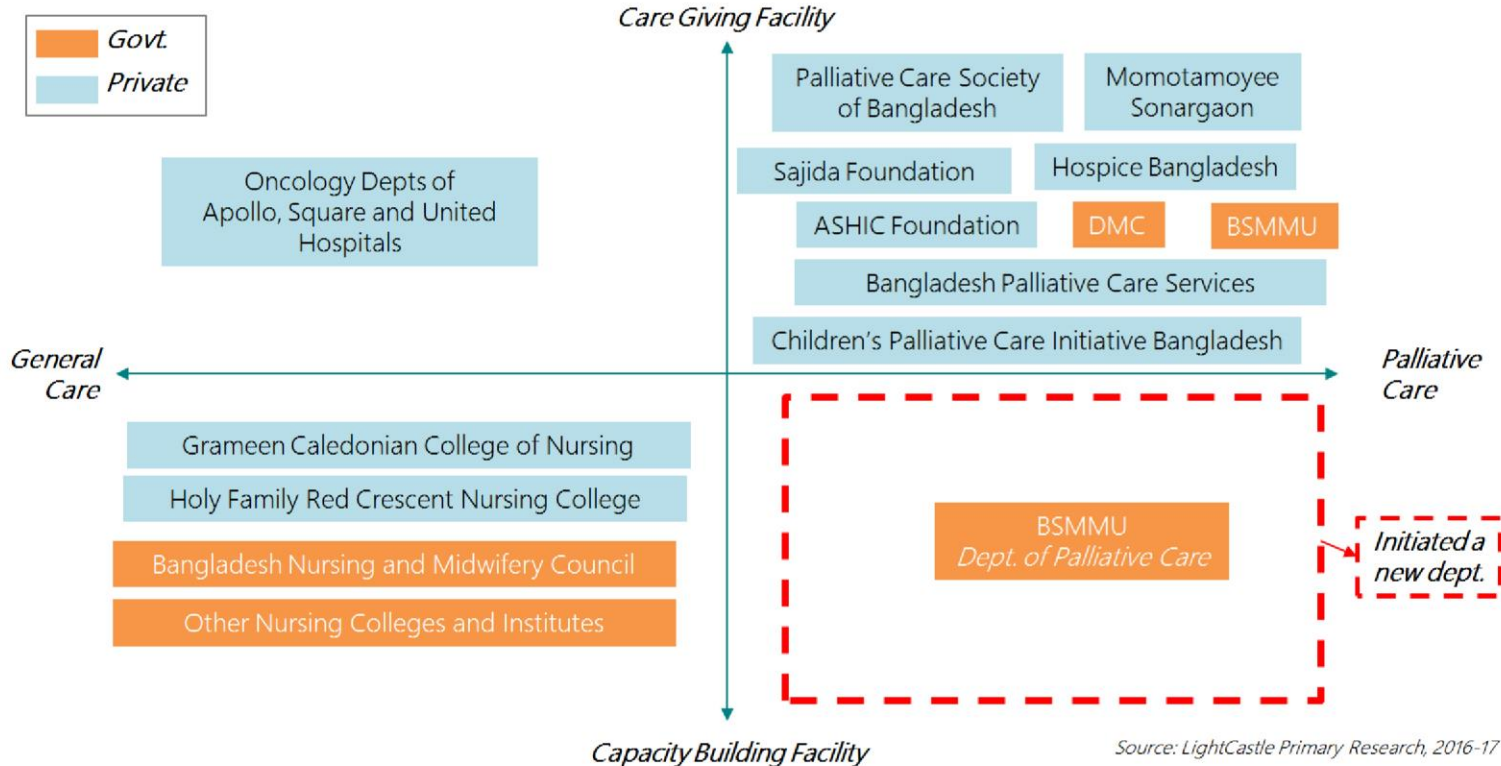 Care Giving Facility
Govt.
Private
Palliative Care Society
of Bangladesh
Momotamoyee
Sonargaon
Oncology Depts of
Apollo, Square and United
Hospitals
Sajida Foundation
Hospice Bangladesh
ASHIC Foundation
DMC
BSMMU
Bangladesh Palliative Care Services
Children's Palliative Care Initiative Bangladesh
General
Care
Palliative
Care
Grameen Caledonian College of Nursing
Holy Family Red Crescent Nursing College
Bangladesh Nursing and Midwifery Council
Other Nursing Colleges and Institutes
BSMMU
Dept. of Palliative Care
Initiated a
new dept.
Capacity Building Facility
Source: LightCastle Primary Research, 2016-17